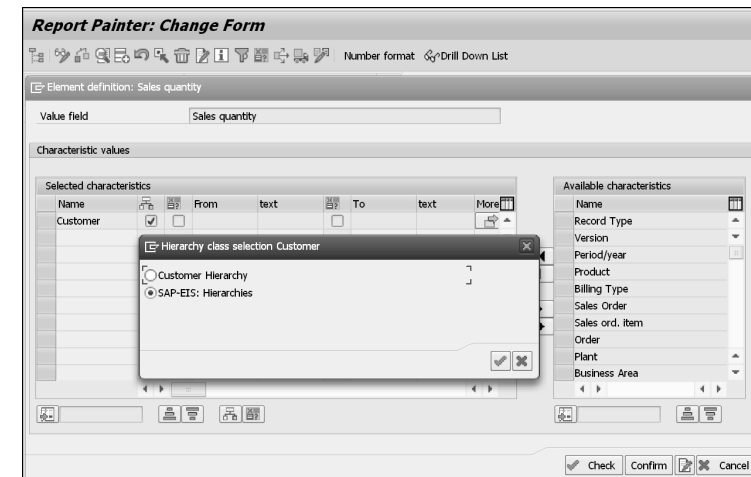 Report Painter: Change Form
Number format Drill Down List
Element definition: Sales quantity
Value field Sales quantity
Characteristic values
Selected characteristics
Name From text To text More
Customer
Hierarchy class selection Customer
Customer Hierarchy
SAP-EIS: Hierarchies
Available characteristics
Name
Record Type
Version
Period/year
Product
Billing Type
Sales Order
Sales ord. item
Order
Plant
Business Area
Check Confirm Cancel